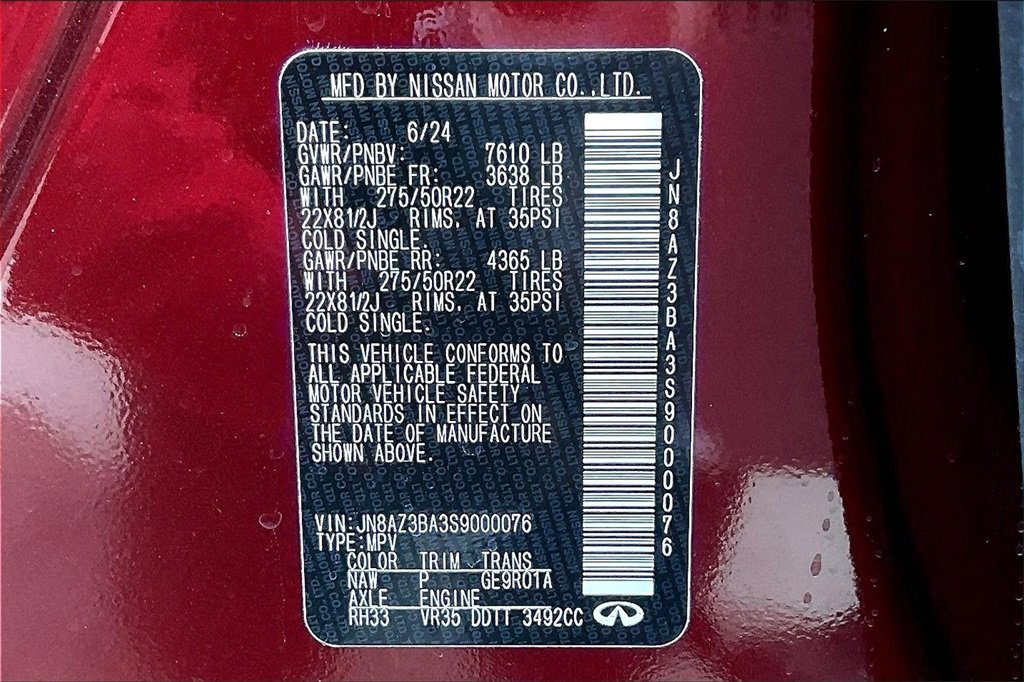 MFD BY NISSAN MOTOR CO.,LTD.
DATE: 6/24
GVWR/PNBV: 7610 LB
GAWR/PNBE FR: 3638 LB
WITH 275/50R22 TIRES
22X81/2J RIMS. AT 35PSI
COLD SINGLE.
GAWR/PNBE RR: 4365 LB
WITH 275/50R22 TIRES
22X81/2J RIMS. AT 35PSI
COLD SINGLE.
THIS VEHICLE CONFORMS TO
ALL APPLICABLE FEDERAL
MOTOR VEHICLE SAFETY
STANDARDS IN EFFECT ON
THE DATE OF MANUFACTURE
SHOWN ABOVE.
VIN:JN8AZ3BA3S9000076
TYPE:MPV
COLOR TRIM TRANS
NAW P GE9R01A
AXLE ENGINE
RH33 VR35 DDTT 3492CC
JN8AZ3BA3S9000076